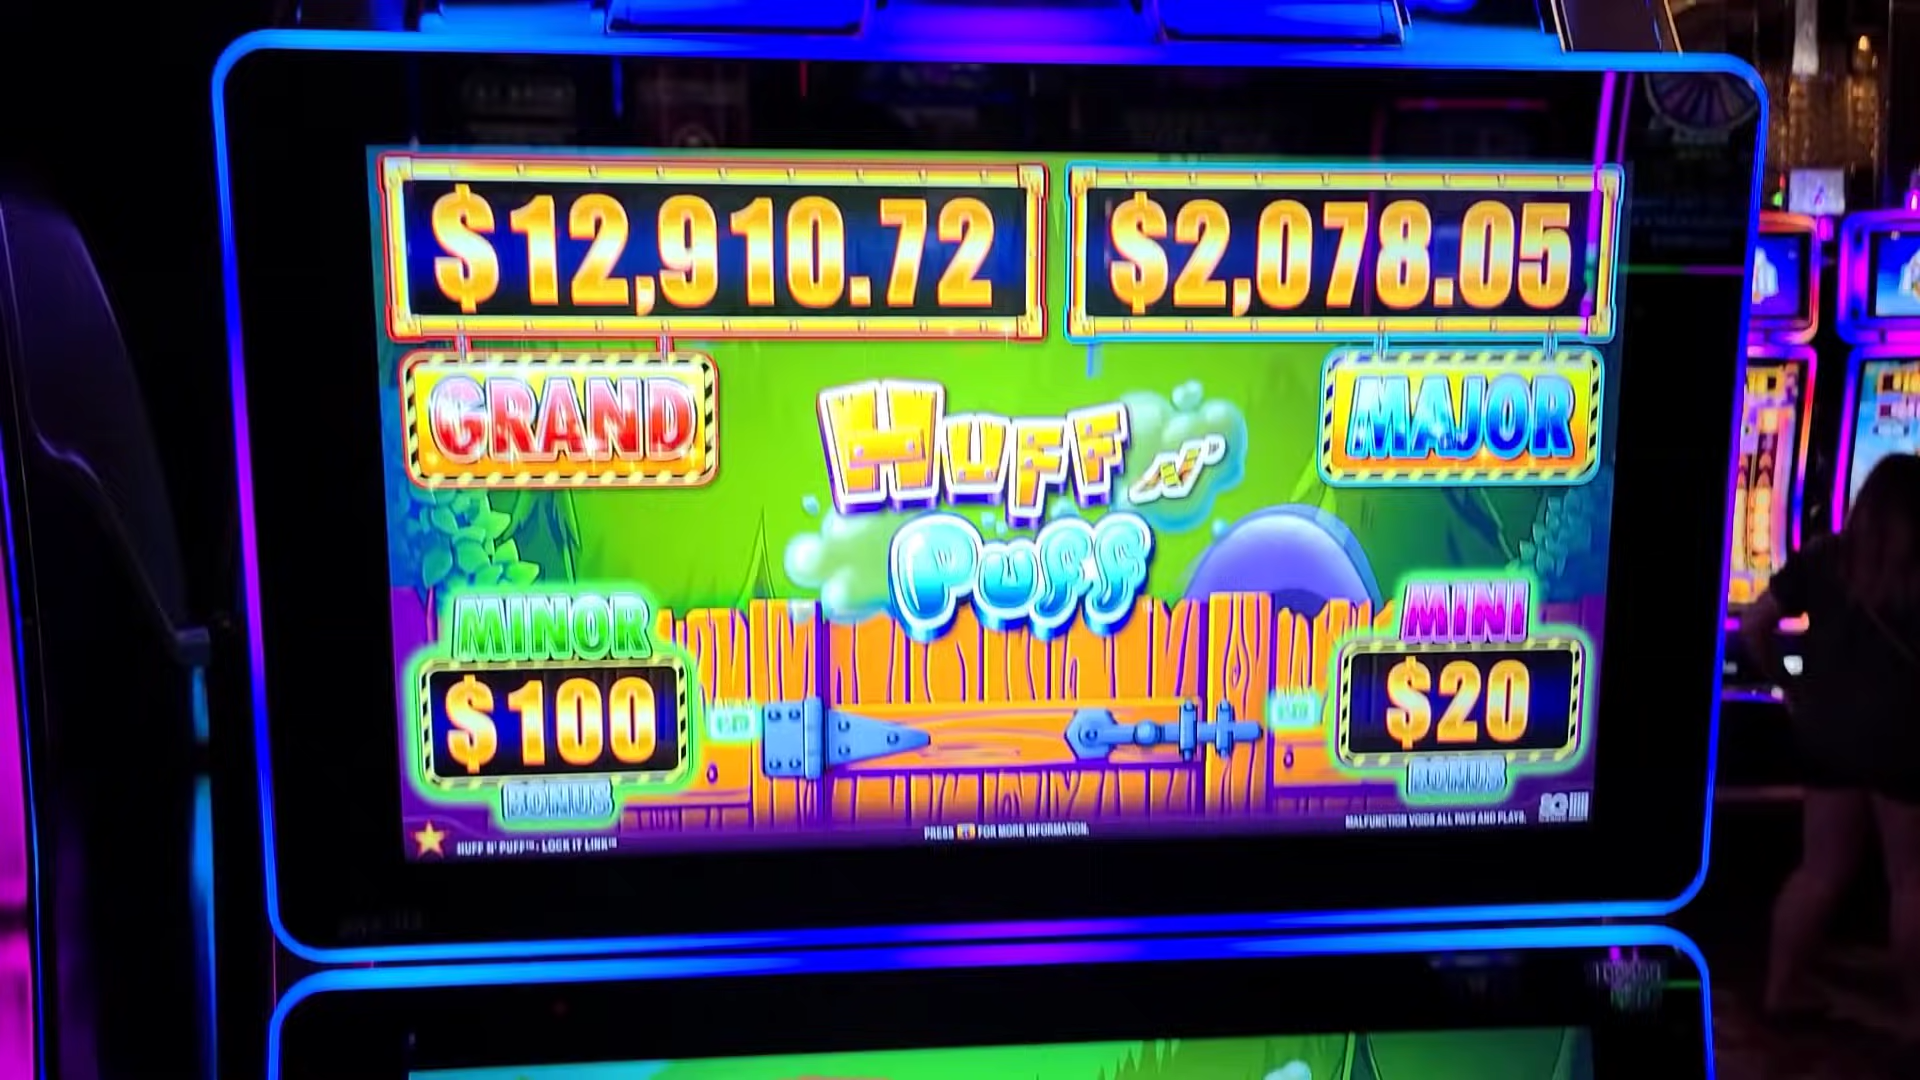 $12,910.72
$2,078.05
GRAND
MAJOR
HUFF N' PUFF
MINOR
$100
BONUS
MINI
$20
BONUS
HUFF N' PUFF™: LOCK IT LINK™
PRESS FOR MORE INFORMATION.
MALFUNCTION VOIDS ALL PAYS AND PLAYS.
SG